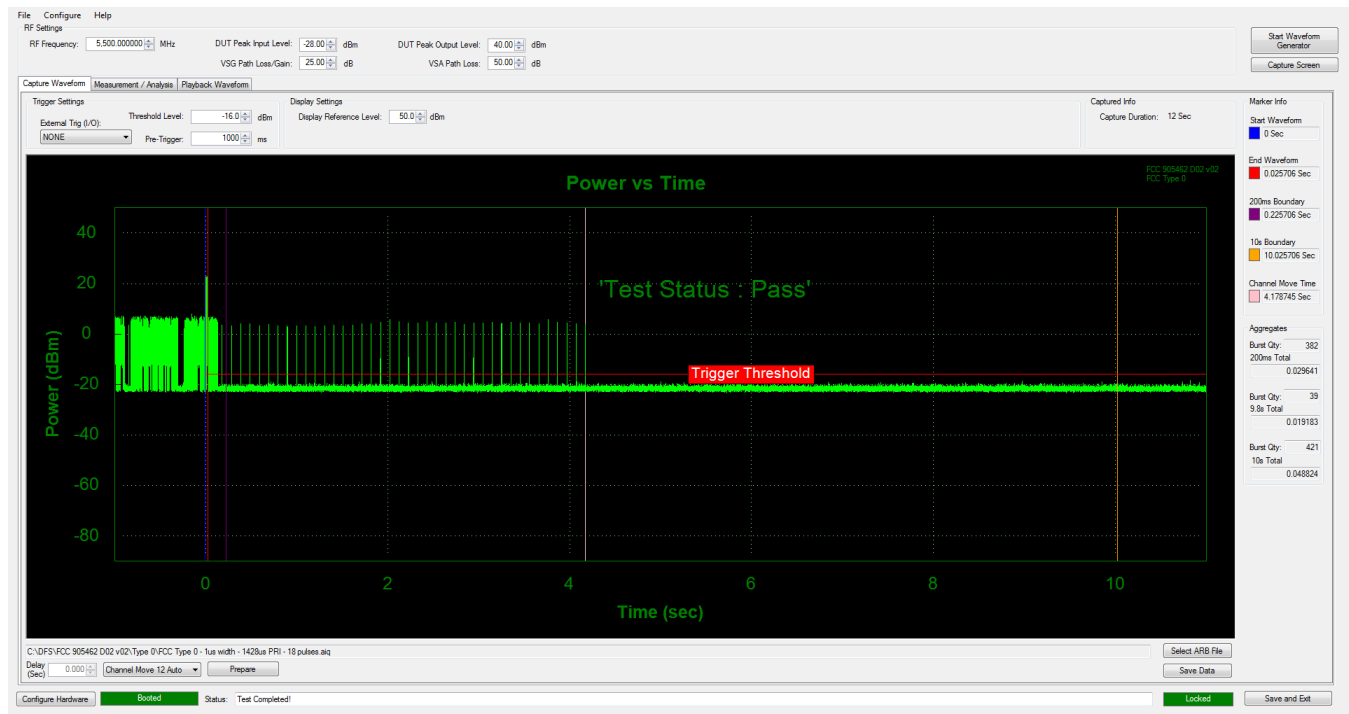 File Configure Help
RF Settings
RF Frequency: 5,500.000000 MHz DUT Peak Input Level: -28.00 dBm DUT Peak Output Level: 40.00 dBm
VSG Path Loss/Gain: 25.00 dB VSA Path Loss: 50.00 dB
Start Waveform
Generator
Capture Screen
Capture Waveform Measurement / Analysis Playback Waveform
Trigger Settings
External Trig (I/O): Threshold Level: -16.0 dBm
NONE Pre-Trigger: 1000 ms
Display Settings
Display Reference Level: 50.0 dBm
Captured Info
Capture Duration: 12 Sec
Marker Info
Start Waveform
0 Sec
End Waveform
0.025706 Sec
200ms Boundary
0.225706 Sec
10s Boundary
10.025706 Sec
Channel Move Time
4.178745 Sec
Aggregates
Burst Qty: 382
200ms Total
0.029641
Burst Qty: 39
9.8s Total
0.019183
Burst Qty: 421
10s Total
0.048824
Power vs Time
FCC 905462 D02 v02
FCC Type 0
'Test Status : Pass'
Trigger Threshold
Power (dBm)
40
20
0
-20
-40
-60
-80
0 2 4 6 8 10
Time (sec)
C:\DFS\FCC 905462 D02 v02\Type 0\FCC Type 0 - 1us width - 1428us PRI - 18 pulses.aiq
Select ARB File
Delay
(Sec) 0.000 Channel Move 12 Auto Prepare
Save Data
Configure Hardware Booted Status: Test Completed! Locked Save and Exit